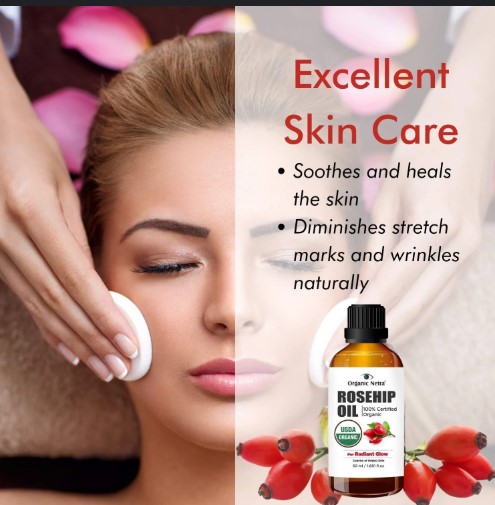 Excellent
Skin Care
• Soothes and heals
the skin
• Diminishes stretch
marks and wrinkles
naturally
Organic Netra
ROSEHIP
OIL
100% Certified
Organic
USDA
ORGANIC
For Radiant Glow